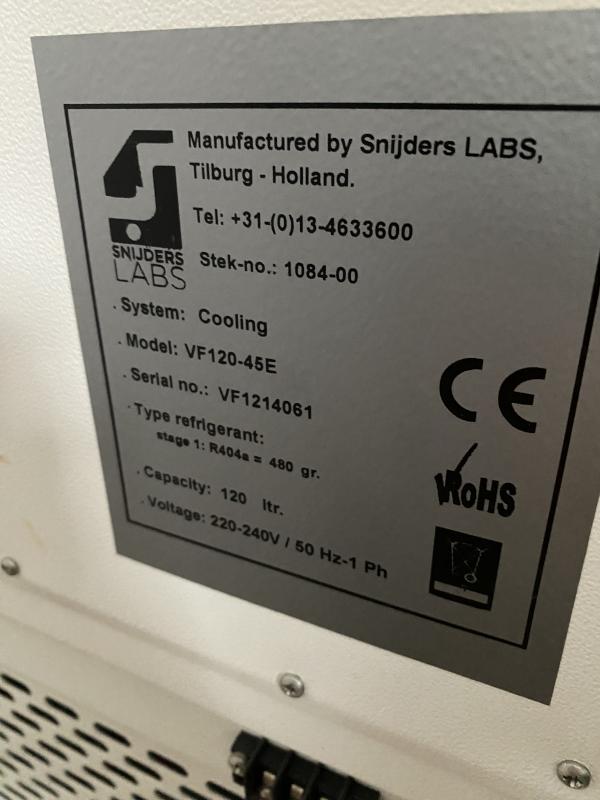 Manufactured by Snijders LABS,
Tilburg - Holland.
Tel: +31-(0)13-4633600
SNIJDERS
LABS
Stek-no.: 1084-00
. System: Cooling
. Model: VF120-45E
. Serial no.: VF1214061
. Type refrigerant:
stage 1: R404a = 480 gr.
. Capacity: 120 ltr.
. Voltage: 220-240V / 50 Hz-1 Ph
CE
RoHS